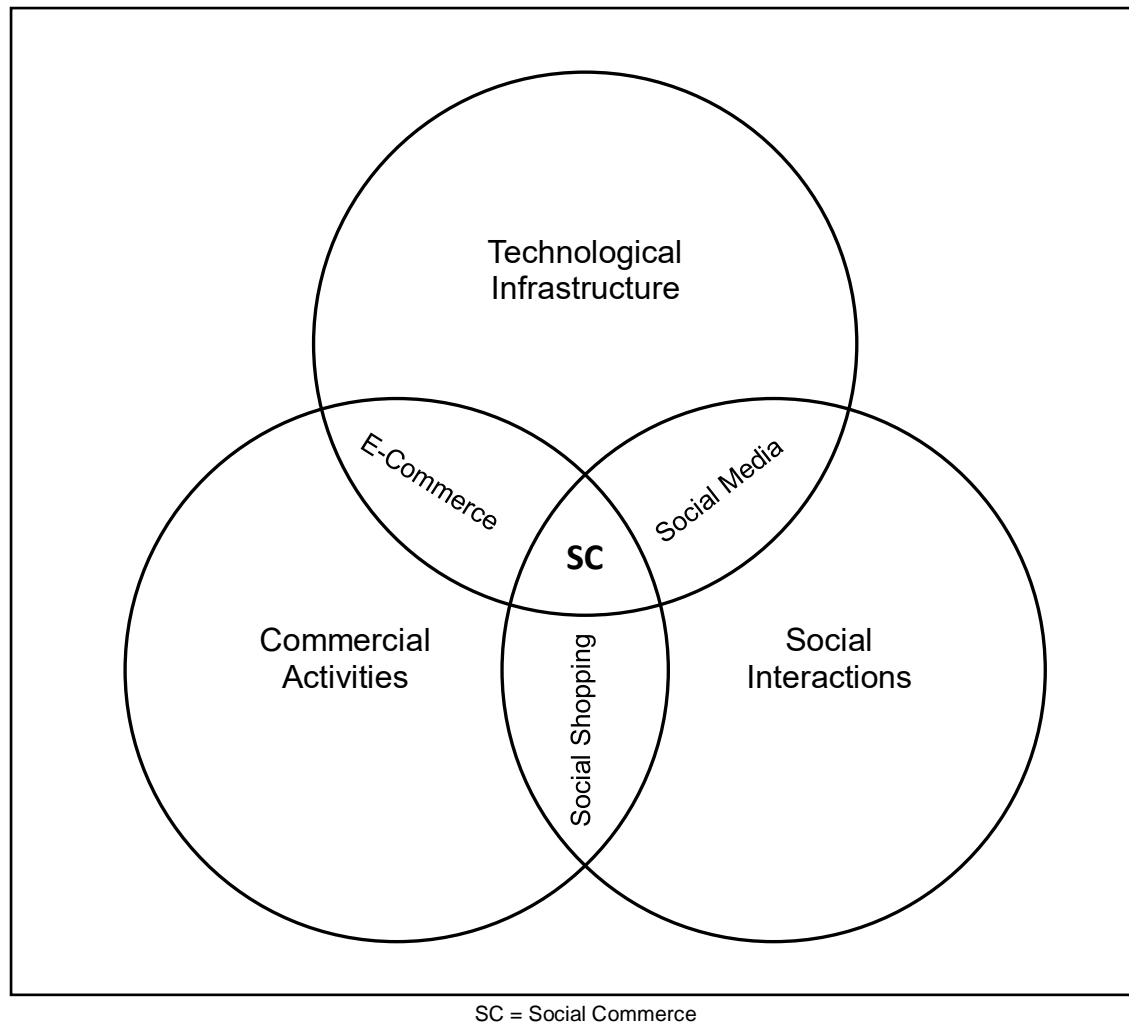 Technological
Infrastructure
E-Commerce
Social Media
SC
Commercial
Activities
Social Shopping
Social
Interactions
SC = Social Commerce